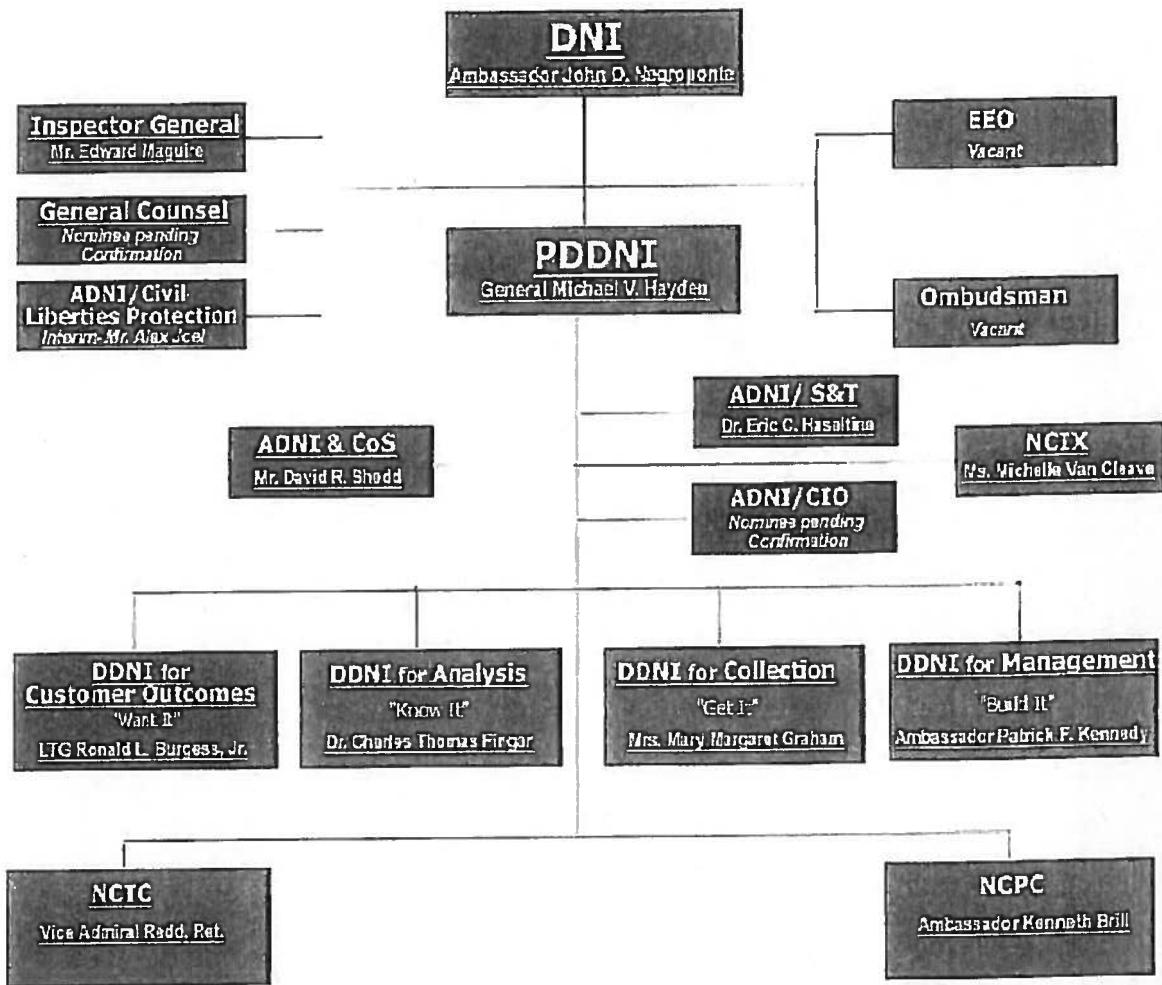 DNI
Ambassador John D. Negroponte
Inspector General
Mr. Edward Maguire
EEO
Vacant
General Counsel
Nominee pending
Confirmation
PDDNI
General Michael V. Hayden
ADNI/Civil
Liberties Protection
Interim-Mr. Alex Joel
Ombudsman
Vacant
ADNI/ S&T
Dr. Eric C. Haseltine
ADNI & CoS
Mr. David R. Shedd
NCIX
Ms. Michelle Van Cleave
ADNI/CIO
Nominee pending
Confirmation
DDNI for
Customer Outcomes
"Want It"
LTG Ronald L. Burgess, Jr.
DDNI for Analysis
"Know It"
Dr. Charles Thomas Fingar
DDNI for Collection
"Get It"
Mrs. Mary Margaret Graham
DDNI for Management
"Build It"
Ambassador Patrick F. Kennedy
NCTC
Vice Admiral Redd, Ret.
NCPC
Ambassador Kenneth Brill